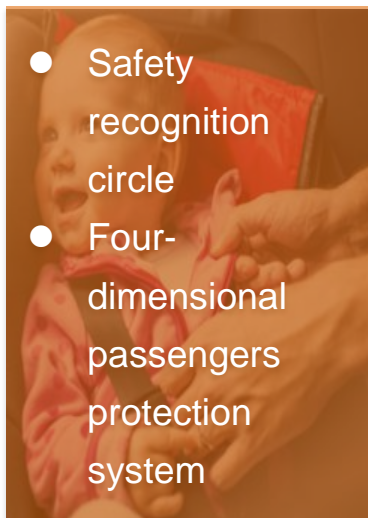 ● Safety
recognition
circle
● Four-
dimensional
passengers
protection
system